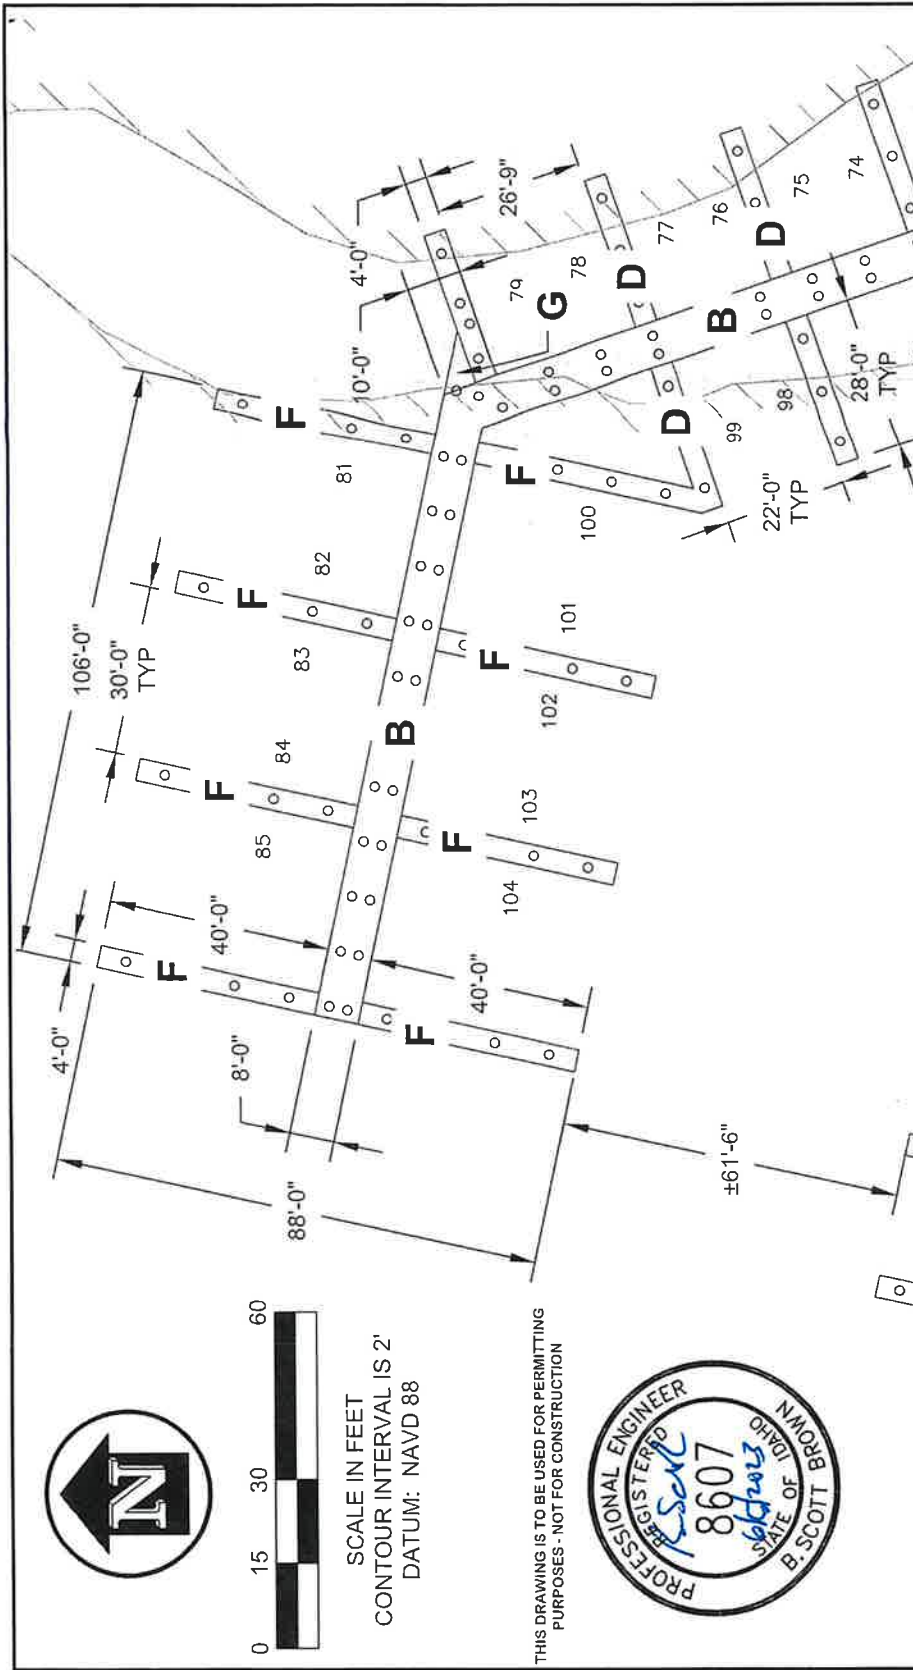 106'-0"
30'-0"
TYP
4'-0"
40'-0"
40'-0"
8'-0"
88'-0"
±61'-6"
F
F
F
F
F
F
F
F
B
B
D
D
D
G
4'-0"
10'-0"
26'-9"
22'-0"
TYP
28'-0"
TYP
74
75
76
77
78
79
81
82
83
84
85
98
99
100
101
102
103
104
N
0
15
30
60
SCALE IN FEET
CONTOUR INTERVAL IS 2'
DATUM: NAVD 88
THIS DRAWING IS TO BE USED FOR PERMITTING
PURPOSES - NOT FOR CONSTRUCTION
PROFESSIONAL ENGINEER
REGISTERED
8607
STATE OF IDAHO
B. SCOTT BROWN